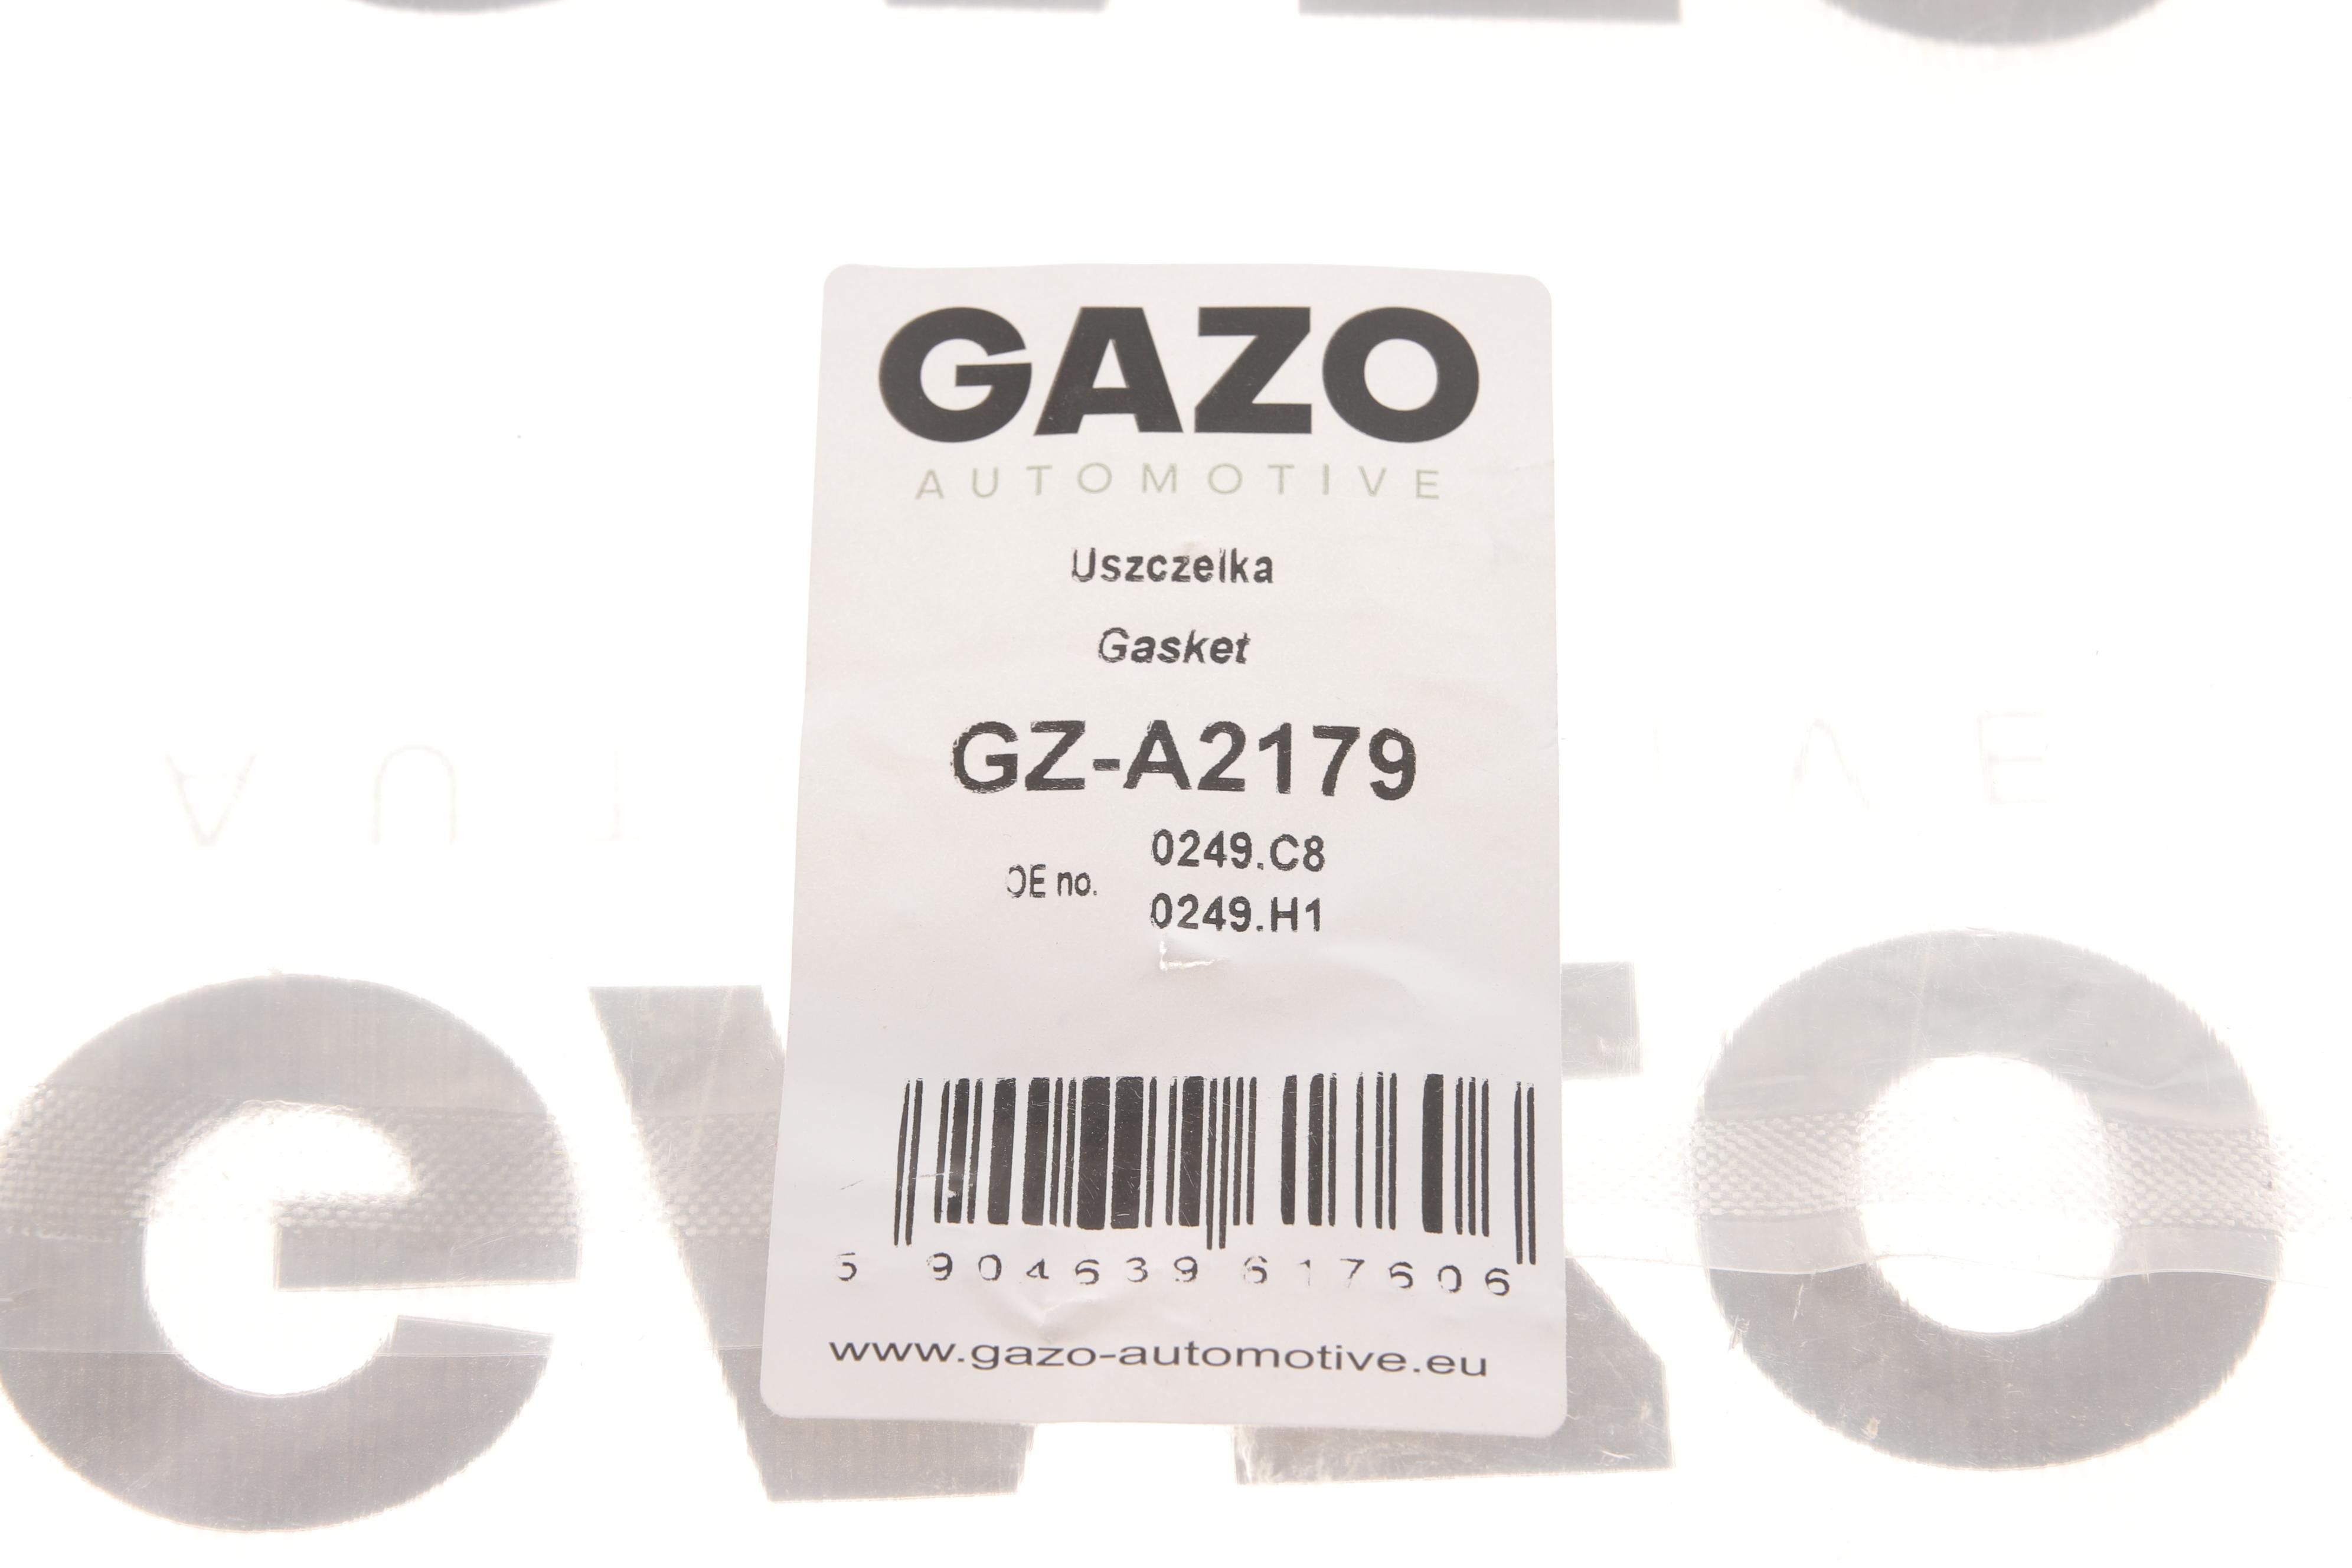 GAZO
AUTOMOTIVE
Uszczelka
Gasket
GZ-A2179
OE no.
0249.C8
0249.H1
5 904639 617606
www.gazo-automotive.eu